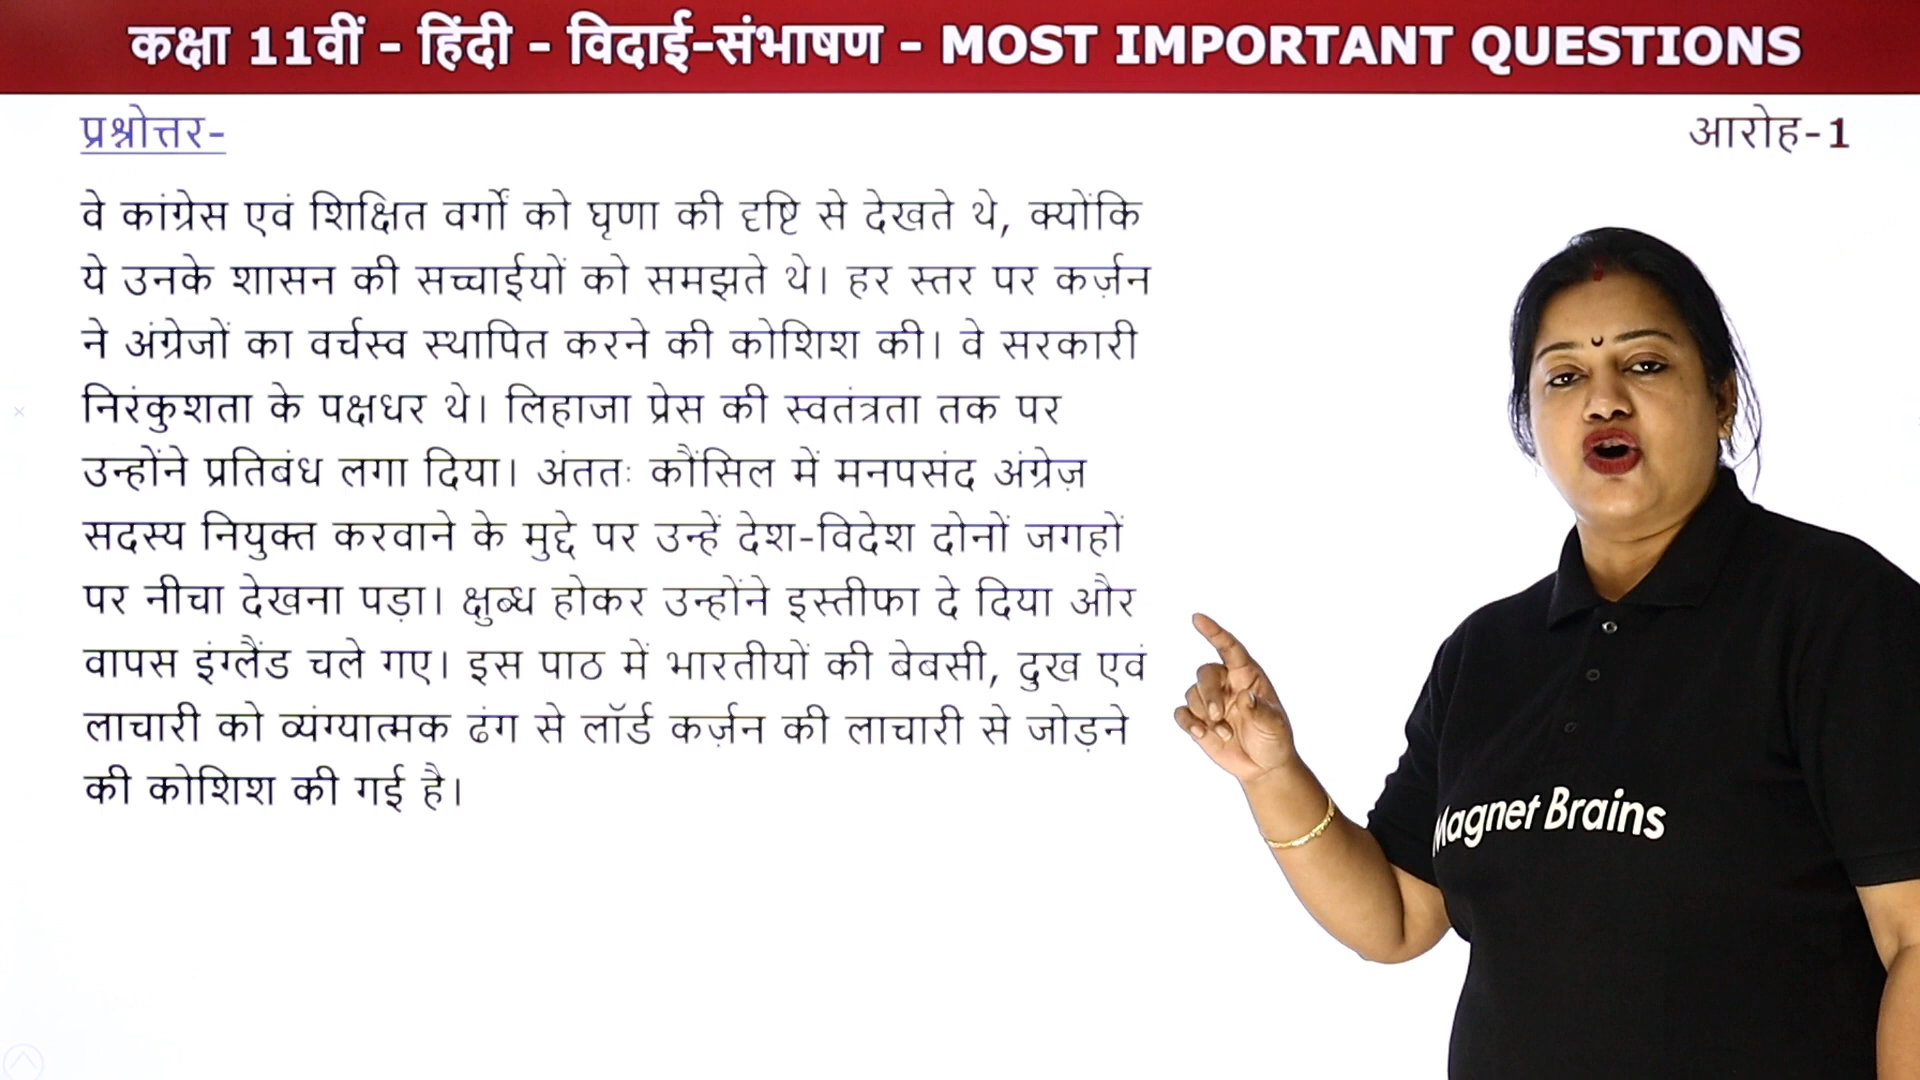 कक्षा 11वीं - हिंदी - विदाई-संभाषण - MOST IMPORTANT QUESTIONS
प्रश्नोत्तर-
आरोह-1
वे कांग्रेस एवं शिक्षित वर्गों को घृणा की दृष्टि से देखते थे, क्योंकि
ये उनके शासन की सच्चाईयों को समझते थे। हर स्तर पर कर्ज़न
ने अंग्रेजों का वर्चस्व स्थापित करने की कोशिश की। वे सरकारी
निरंकुशता के पक्षधर थे। लिहाजा प्रेस की स्वतंत्रता तक पर
उन्होंने प्रतिबंध लगा दिया। अंततः कौंसिल में मनपसंद अंग्रेज़
सदस्य नियुक्त करवाने के मुद्दे पर उन्हें देश-विदेश दोनों जगहों
पर नीचा देखना पड़ा। क्षुब्ध होकर उन्होंने इस्तीफा दे दिया और
वापस इंग्लैंड चले गए। इस पाठ में भारतीयों की बेबसी, दुख एवं
लाचारी को व्यंग्यात्मक ढंग से लॉर्ड कर्ज़न की लाचारी से जोड़ने
की कोशिश की गई है।
Magnet Brains